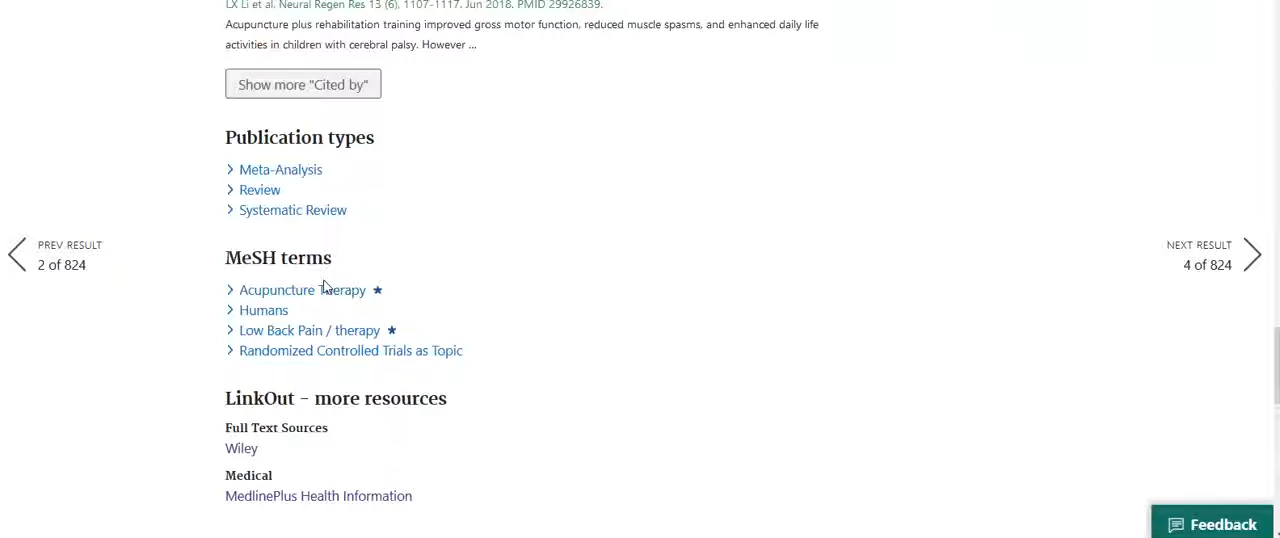 LX Li et al. Neural Regen Res 13 (6), 1107-1117. Jun 2018. PMID 29926839.
Acupuncture plus rehabilitation training improved gross motor function, reduced muscle spasms, and enhanced daily life
activities in children with cerebral palsy. However ...
Show more "Cited by"
Publication types
Meta-Analysis
Review
Systematic Review
PREV RESULT
2 of 824
NEXT RESULT
4 of 824
MeSH terms
Acupuncture Therapy ★
Humans
Low Back Pain / therapy ★
Randomized Controlled Trials as Topic
LinkOut – more resources
Full Text Sources
Wiley
Medical
MedlinePlus Health Information
Feedback